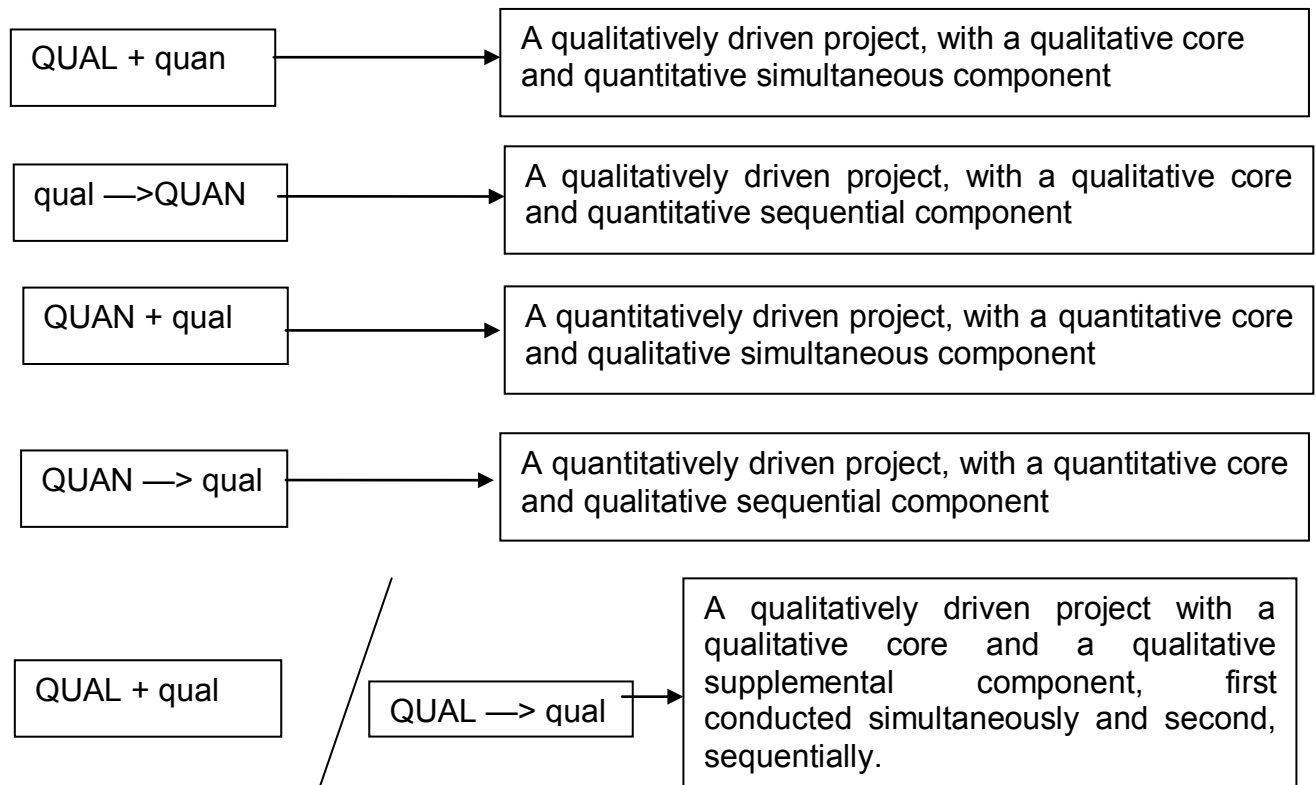 QUAL + quan
A qualitatively driven project, with a qualitative core
and quantitative simultaneous component
qual —>QUAN
A qualitatively driven project, with a qualitative core
and quantitative sequential component
QUAN + qual
A quantitatively driven project, with a quantitative core
and qualitative simultaneous component
QUAN —> qual
A quantitatively driven project, with a quantitative core
and qualitative sequential component
QUAL + qual
QUAL —> qual
A qualitatively driven project with a
qualitative core and a qualitative
supplemental component, first
conducted simultaneously and second,
sequentially.